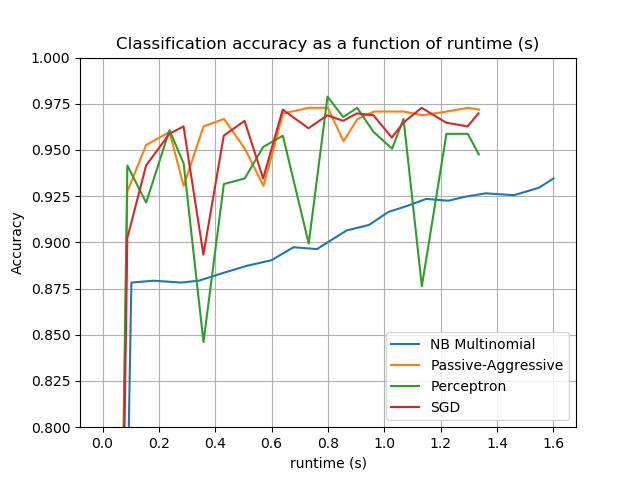 Classification accuracy as a function of runtime (s)
1.000
0.975
0.950
0.925
0.900
0.875
0.850
0.825
0.800
Accuracy
NB Multinomial
Passive-Aggressive
Perceptron
SGD
0.0 0.2 0.4 0.6 0.8 1.0 1.2 1.4 1.6
runtime (s)